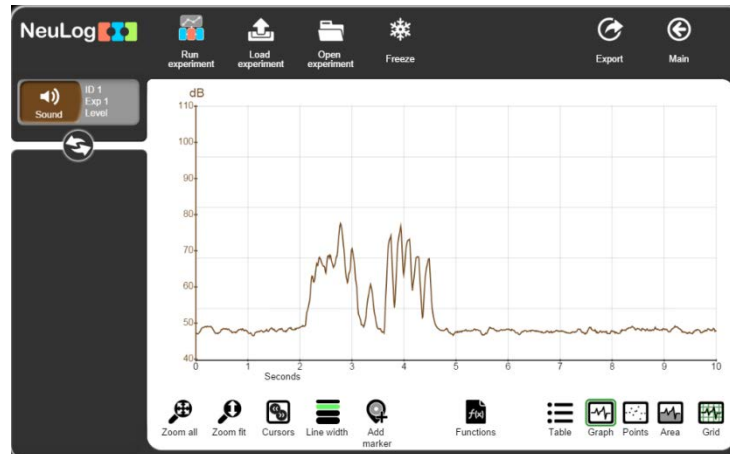 NeuLog
Run
experiment
Load
experiment
Open
experiment
Freeze
Export
Main
Sound
ID 1
Exp 1
Level
dB
110
100
90
80
70
60
50
40
0 1 2 3 4 5 6 7 8 9 10
Seconds
Zoom all
Zoom fit
Cursors
Line width
Add
marker
f(x)
Functions
Table
Graph
Points
Area
Grid